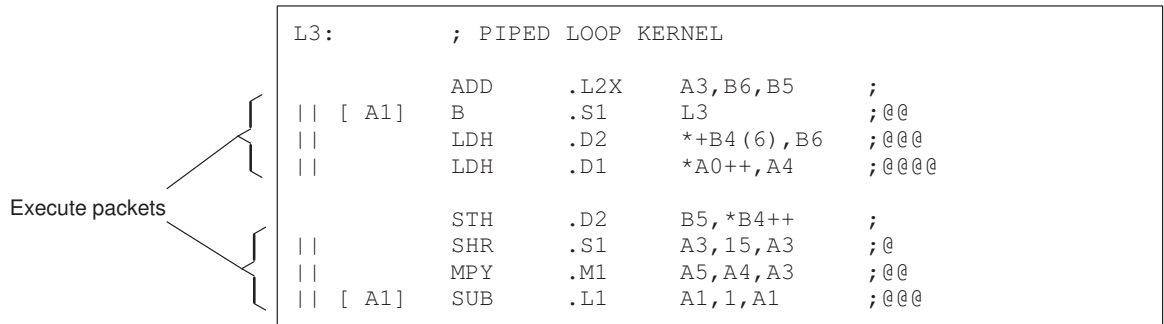 L3: ; PIPED LOOP KERNEL
ADD .L2X A3,B6,B5 ;
|| [ A1] B .S1 L3 ;@@
|| LDH .D2 *+B4(6),B6 ;@@@
|| LDH .D1 *A0++,A4 ;@@@@
Execute packets
STH .D2 B5,*B4++ ;
|| SHR .S1 A3,15,A3 ;@
|| MPY .M1 A5,A4,A3 ;@@
|| [ A1] SUB .L1 A1,1,A1 ;@@@